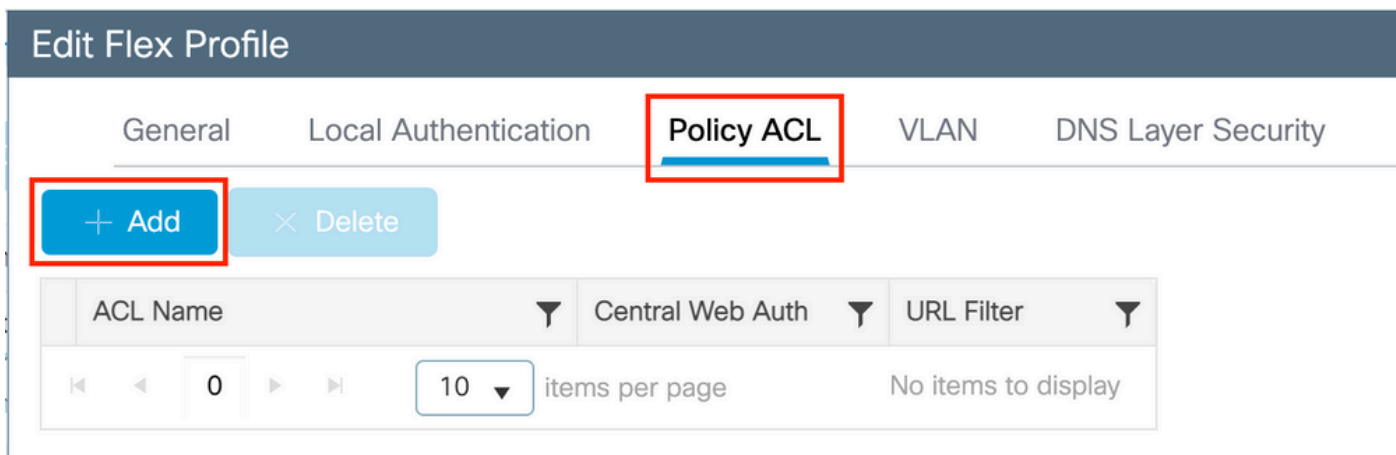 Edit Flex Profile
General Local Authentication Policy ACL VLAN DNS Layer Security
+ Add × Delete
ACL Name Central Web Auth URL Filter
0 10 items per page No items to display